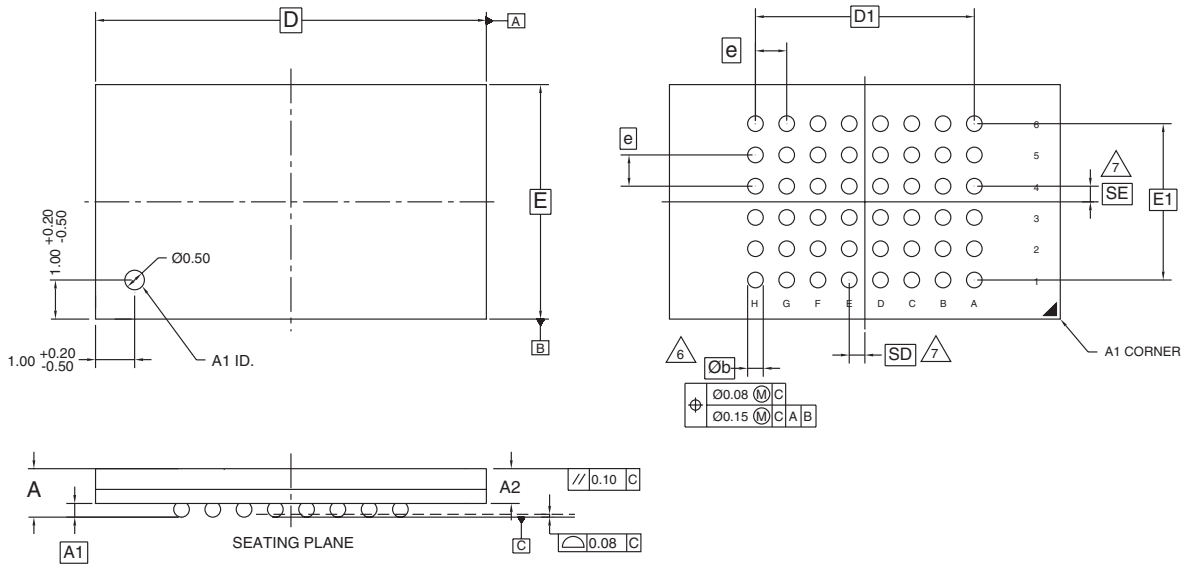 D
A
D1
e
6
5
4
3
2
1
e
7
SE
E1
E
1.00 +0.20 -0.50
Ø0.50
H G F E D C B A
B
1.00 +0.20 -0.50
A1 ID.
6
Øb
SD
7
A1 CORNER
Ø0.08 Ⓜ C
Ø0.15 Ⓜ C A B
A
A2
// 0.10 C
A1
SEATING PLANE
C
0.08 C